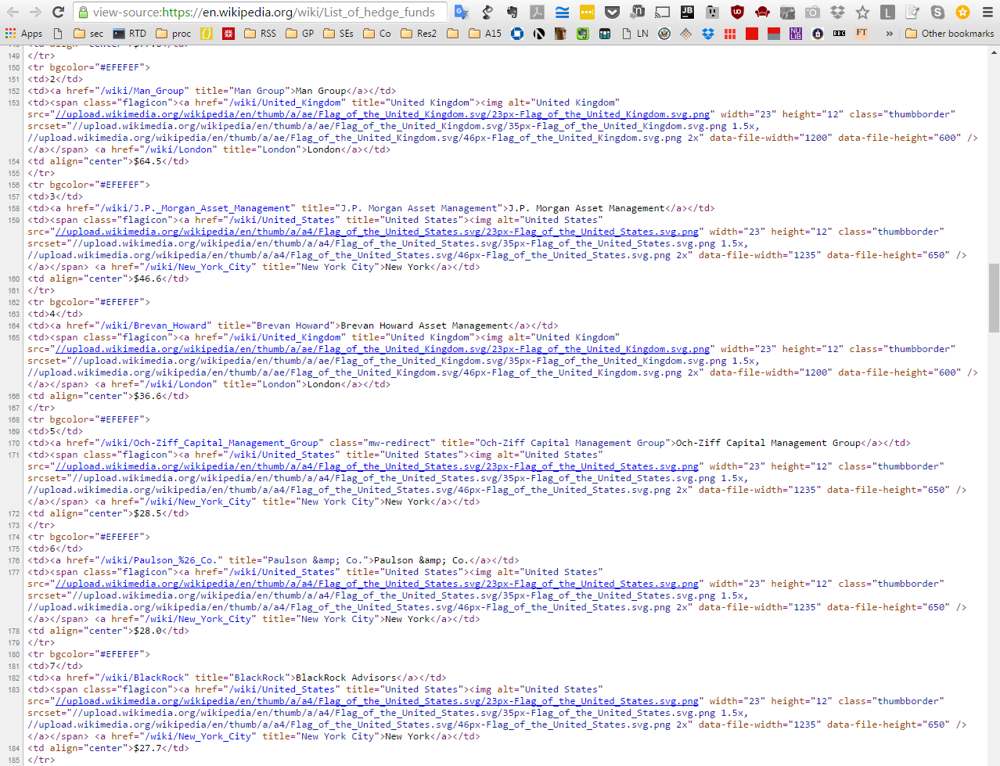 view-source:https://en.wikipedia.org/wiki/List_of_hedge_funds
Apps sec RTD proc {} RSS GP SEs Co Res2 A15 LN NU LIB BBC FT » Other bookmarks
149 </tr>
150 <tr bgcolor="#EFEFEF">
151 <td>2</td>
152 <td><a href="/wiki/Man_Group" title="Man Group">Man Group</a></td>
153 <td><span class="flagicon"><a href="/wiki/United_Kingdom" title="United Kingdom"><img alt="United Kingdom"
src="//upload.wikimedia.org/wikipedia/en/thumb/a/ae/Flag_of_the_United_Kingdom.svg/23px-Flag_of_the_United_Kingdom.svg.png" width="23" height="12" class="thumbborder"
srcset="//upload.wikimedia.org/wikipedia/en/thumb/a/ae/Flag_of_the_United_Kingdom.svg/35px-Flag_of_the_United_Kingdom.svg.png 1.5x,
//upload.wikimedia.org/wikipedia/en/thumb/a/ae/Flag_of_the_United_Kingdom.svg/46px-Flag_of_the_United_Kingdom.svg.png 2x" data-file-width="1200" data-file-height="600" />
</a></span> <a href="/wiki/London" title="London">London</a></td>
154 <td align="center">$64.5</td>
155 </tr>
156 <tr bgcolor="#EFEFEF">
157 <td>3</td>
158 <td><a href="/wiki/J.P._Morgan_Asset_Management" title="J.P. Morgan Asset Management">J.P. Morgan Asset Management</a></td>
159 <td><span class="flagicon"><a href="/wiki/United_States" title="United States"><img alt="United States"
src="//upload.wikimedia.org/wikipedia/en/thumb/a/a4/Flag_of_the_United_States.svg/23px-Flag_of_the_United_States.svg.png" width="23" height="12" class="thumbborder"
srcset="//upload.wikimedia.org/wikipedia/en/thumb/a/a4/Flag_of_the_United_States.svg/35px-Flag_of_the_United_States.svg.png 1.5x,
//upload.wikimedia.org/wikipedia/en/thumb/a/a4/Flag_of_the_United_States.svg/46px-Flag_of_the_United_States.svg.png 2x" data-file-width="1235" data-file-height="650" />
</a></span> <a href="/wiki/New_York_City" title="New York City">New York</a></td>
160 <td align="center">$46.6</td>
161 </tr>
162 <tr bgcolor="#EFEFEF">
163 <td>4</td>
164 <td><a href="/wiki/Brevan_Howard" title="Brevan Howard">Brevan Howard Asset Management</a></td>
165 <td><span class="flagicon"><a href="/wiki/United_Kingdom" title="United Kingdom"><img alt="United Kingdom"
src="//upload.wikimedia.org/wikipedia/en/thumb/a/ae/Flag_of_the_United_Kingdom.svg/23px-Flag_of_the_United_Kingdom.svg.png" width="23" height="12" class="thumbborder"
srcset="//upload.wikimedia.org/wikipedia/en/thumb/a/ae/Flag_of_the_United_Kingdom.svg/35px-Flag_of_the_United_Kingdom.svg.png 1.5x,
//upload.wikimedia.org/wikipedia/en/thumb/a/ae/Flag_of_the_United_Kingdom.svg/46px-Flag_of_the_United_Kingdom.svg.png 2x" data-file-width="1200" data-file-height="600" />
</a></span> <a href="/wiki/London" title="London">London</a></td>
166 <td align="center">$36.6</td>
167 </tr>
168 <tr bgcolor="#EFEFEF">
169 <td>5</td>
170 <td><a href="/wiki/Och-Ziff_Capital_Management_Group" class="mw-redirect" title="Och-Ziff Capital Management Group">Och-Ziff Capital Management Group</a></td>
171 <td><span class="flagicon"><a href="/wiki/United_States" title="United States"><img alt="United States"
src="//upload.wikimedia.org/wikipedia/en/thumb/a/a4/Flag_of_the_United_States.svg/23px-Flag_of_the_United_States.svg.png" width="23" height="12" class="thumbborder"
srcset="//upload.wikimedia.org/wikipedia/en/thumb/a/a4/Flag_of_the_United_States.svg/35px-Flag_of_the_United_States.svg.png 1.5x,
//upload.wikimedia.org/wikipedia/en/thumb/a/a4/Flag_of_the_United_States.svg/46px-Flag_of_the_United_States.svg.png 2x" data-file-width="1235" data-file-height="650" />
</a></span> <a href="/wiki/New_York_City" title="New York City">New York</a></td>
172 <td align="center">$28.5</td>
173 </tr>
174 <tr bgcolor="#EFEFEF">
175 <td>6</td>
176 <td><a href="/wiki/Paulson_%26_Co." title="Paulson &amp; Co.">Paulson &amp; Co.</a></td>
177 <td><span class="flagicon"><a href="/wiki/United_States" title="United States"><img alt="United States"
src="//upload.wikimedia.org/wikipedia/en/thumb/a/a4/Flag_of_the_United_States.svg/23px-Flag_of_the_United_States.svg.png" width="23" height="12" class="thumbborder"
srcset="//upload.wikimedia.org/wikipedia/en/thumb/a/a4/Flag_of_the_United_States.svg/35px-Flag_of_the_United_States.svg.png 1.5x,
//upload.wikimedia.org/wikipedia/en/thumb/a/a4/Flag_of_the_United_States.svg/46px-Flag_of_the_United_States.svg.png 2x" data-file-width="1235" data-file-height="650" />
</a></span> <a href="/wiki/New_York_City" title="New York City">New York</a></td>
178 <td align="center">$28.0</td>
179 </tr>
180 <tr bgcolor="#EFEFEF">
181 <td>7</td>
182 <td><a href="/wiki/BlackRock" title="BlackRock">BlackRock Advisors</a></td>
183 <td><span class="flagicon"><a href="/wiki/United_States" title="United States"><img alt="United States"
src="//upload.wikimedia.org/wikipedia/en/thumb/a/a4/Flag_of_the_United_States.svg/23px-Flag_of_the_United_States.svg.png" width="23" height="12" class="thumbborder"
srcset="//upload.wikimedia.org/wikipedia/en/thumb/a/a4/Flag_of_the_United_States.svg/35px-Flag_of_the_United_States.svg.png 1.5x,
//upload.wikimedia.org/wikipedia/en/thumb/a/a4/Flag_of_the_United_States.svg/46px-Flag_of_the_United_States.svg.png 2x" data-file-width="1235" data-file-height="650" />
</a></span> <a href="/wiki/New_York_City" title="New York City">New York</a></td>
184 <td align="center">$27.7</td>
185 </tr>